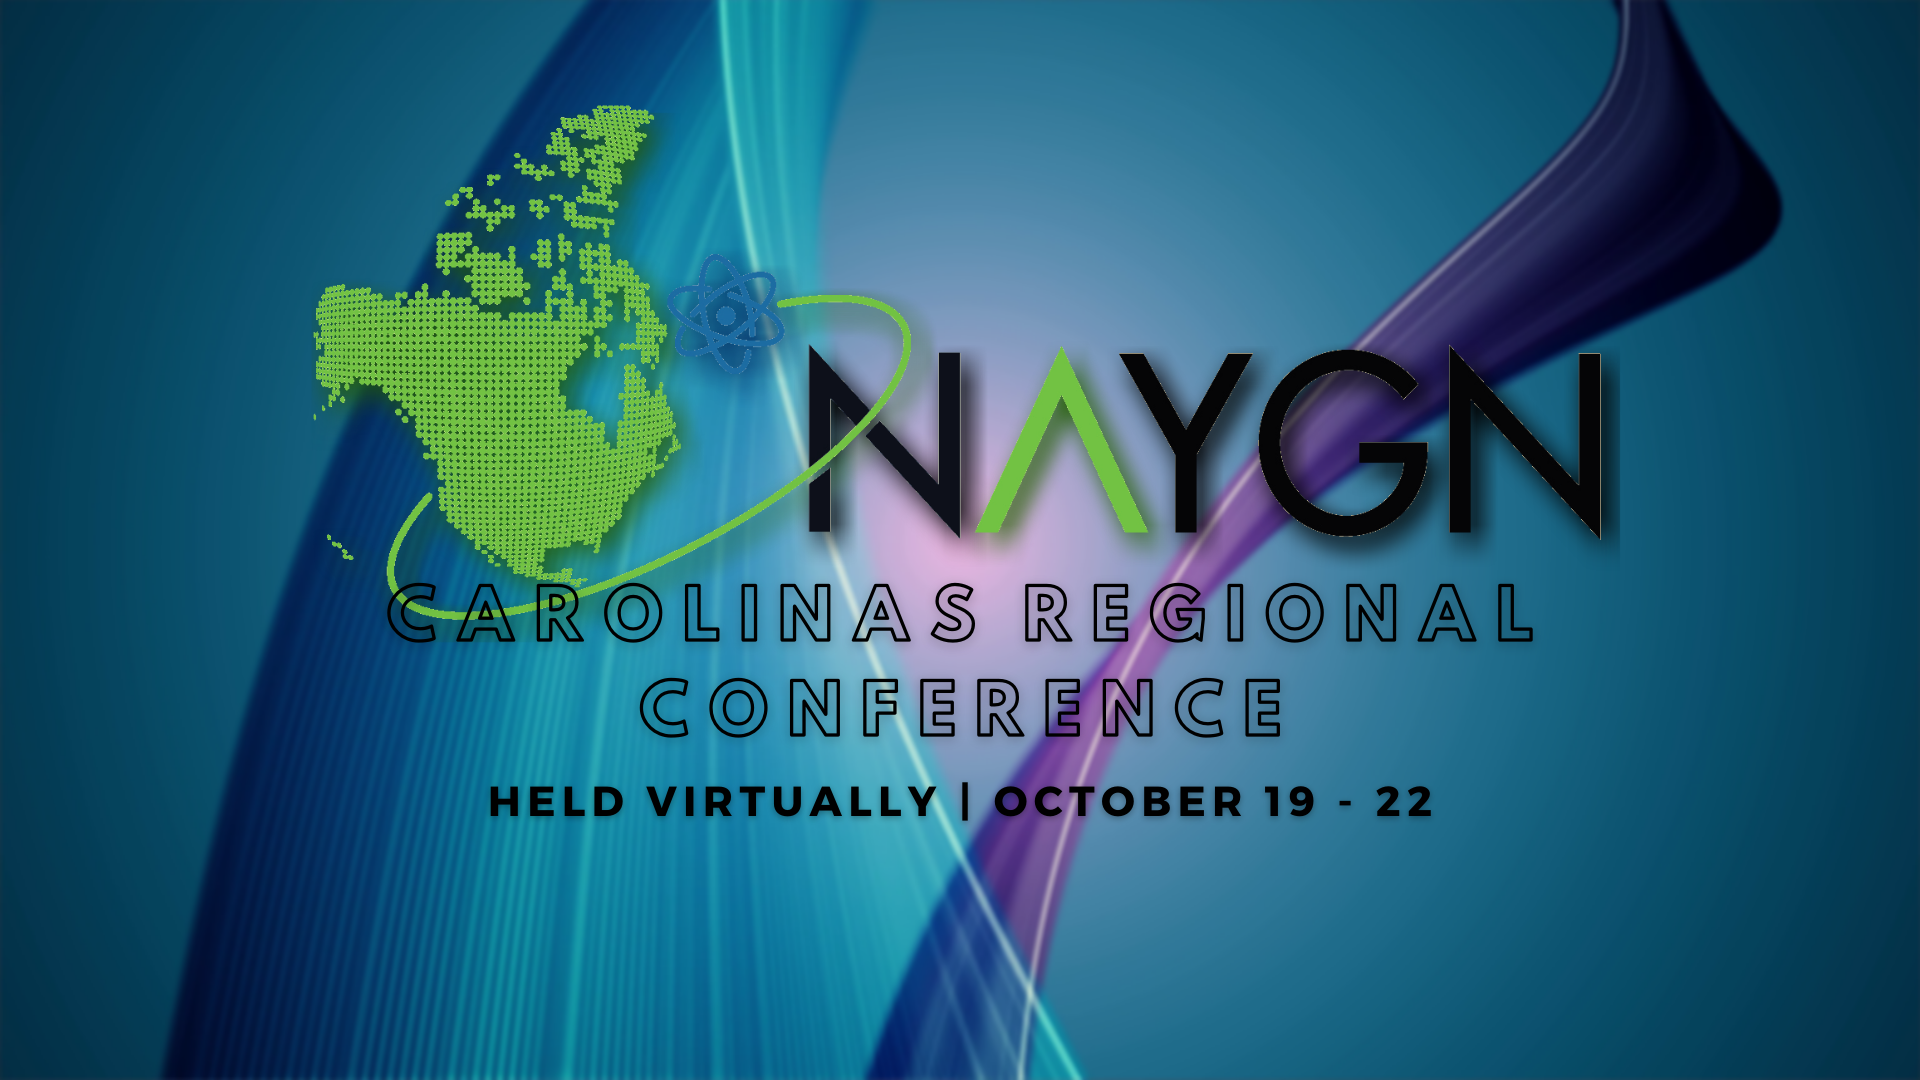 NAYGN
CAROLINAS REGIONAL
CONFERENCE
HELD VIRTUALLY | OCTOBER 19 - 22